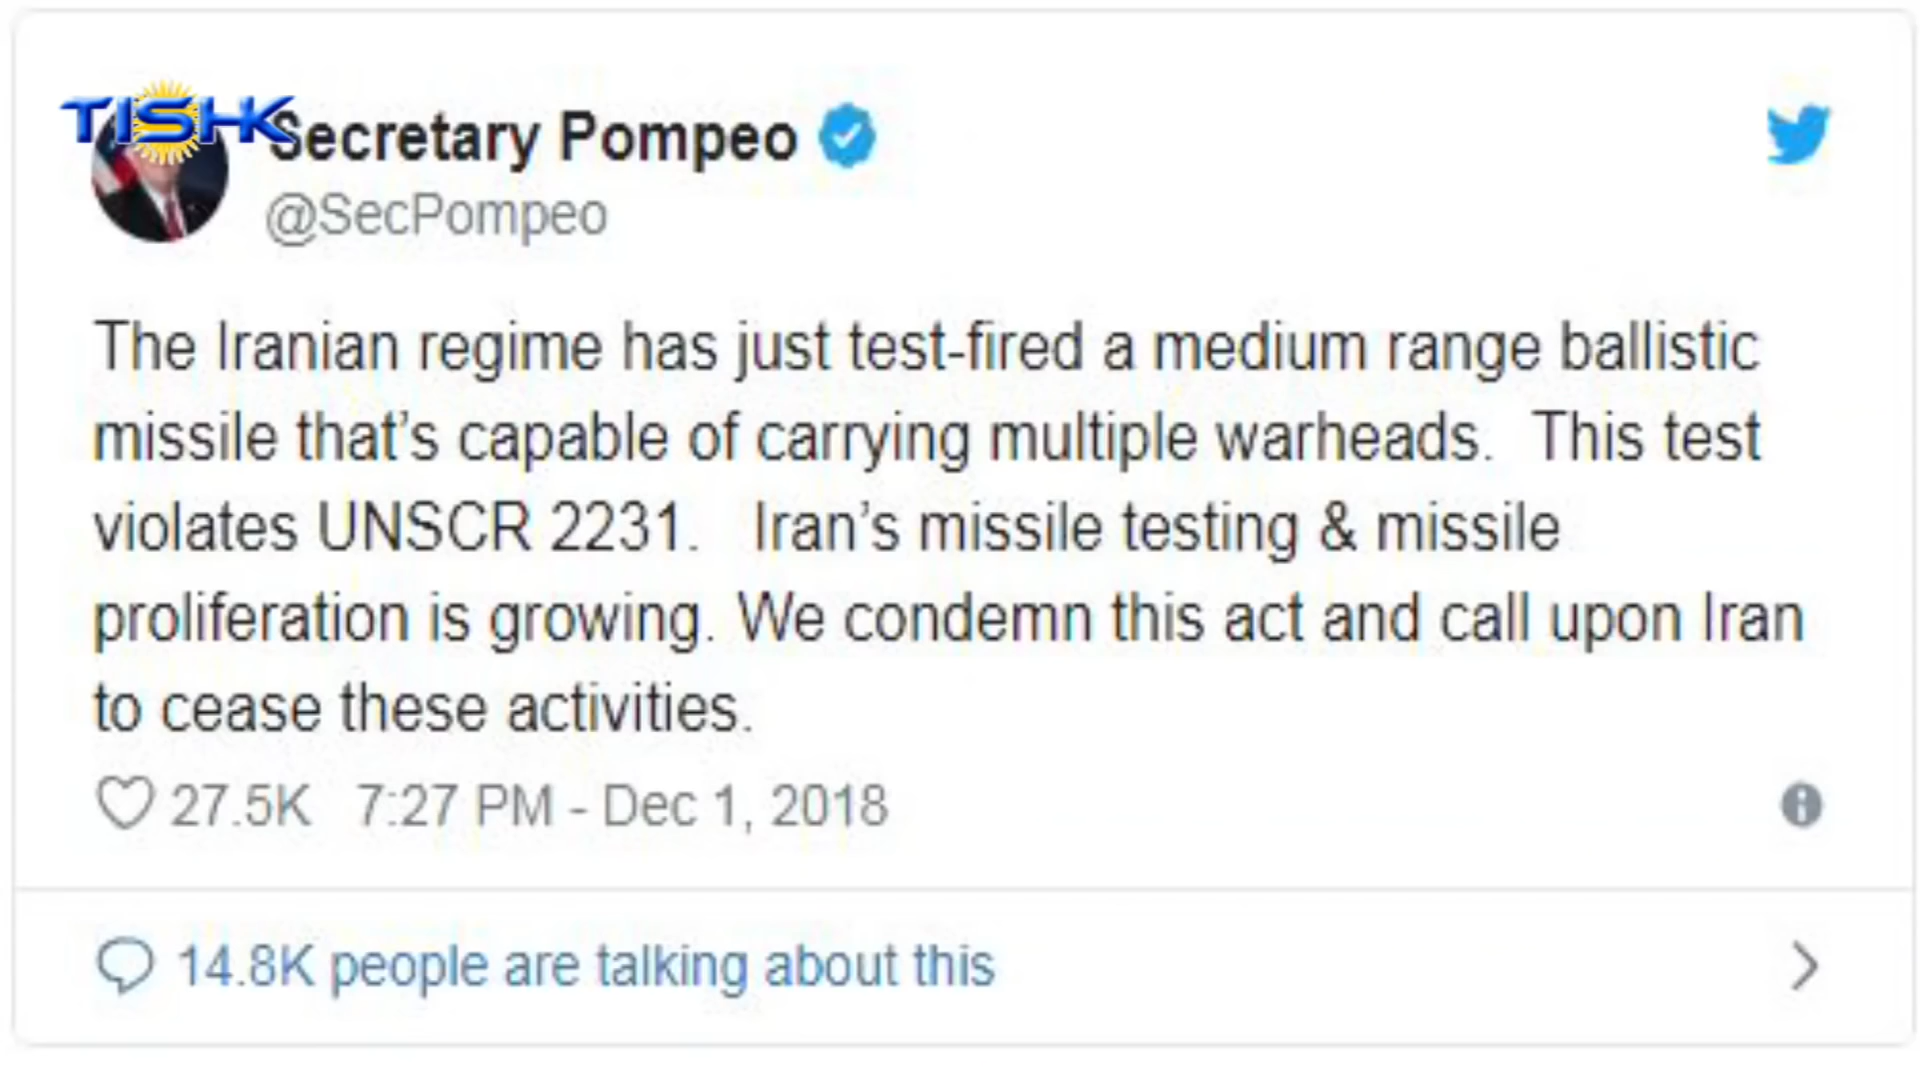 TISHK
Secretary Pompeo
@SecPompeo
The Iranian regime has just test-fired a medium range ballistic
missile that’s capable of carrying multiple warheads.  This test
violates UNSCR 2231.   Iran’s missile testing & missile
proliferation is growing. We condemn this act and call upon Iran
to cease these activities.
27.5K 7:27 PM - Dec 1, 2018
14.8K people are talking about this